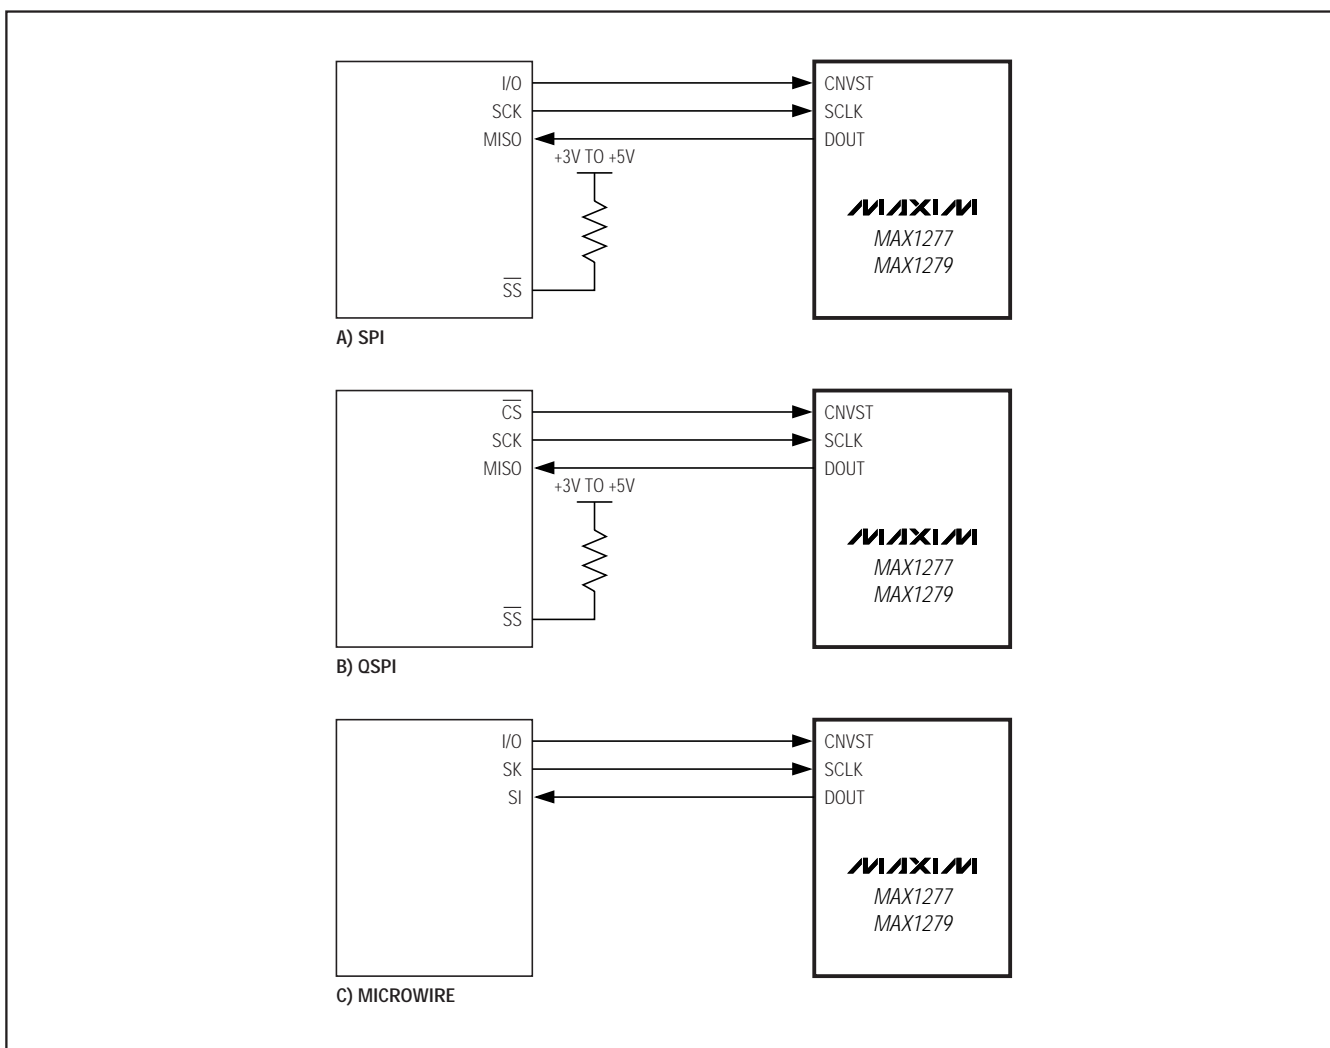 I/O CNVST
SCK SCLK
MISO DOUT
+3V TO +5V
MAXIM
MAX1277
MAX1279
SS
A) SPI
CS CNVST
SCK SCLK
MISO DOUT
+3V TO +5V
MAXIM
MAX1277
MAX1279
SS
B) QSPI
I/O CNVST
SK SCLK
SI DOUT
MAXIM
MAX1277
MAX1279
C) MICROWIRE